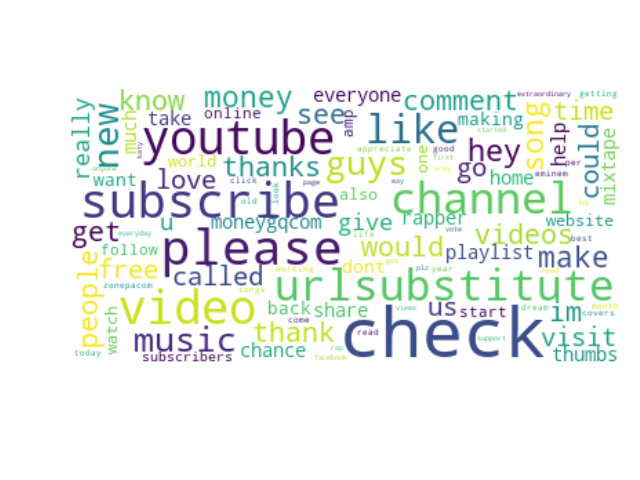 know money everyone comment extraordinary getting
really new much take online see amp making song time
youtube like hey help could mixtape
world thanks guys one go home eminem per
want love click page look also channel
subscribe
get u moneygqcom give rapper website
follow everyday please life would videos best
people free called dont playlist make
zonepacom working urlsubstitute
video songs back share us start dream im covers month
watch music thank come read check views support visit
today subscribers chance rap facebook thumbs
appreciate good first pray started may old year plz vote hi